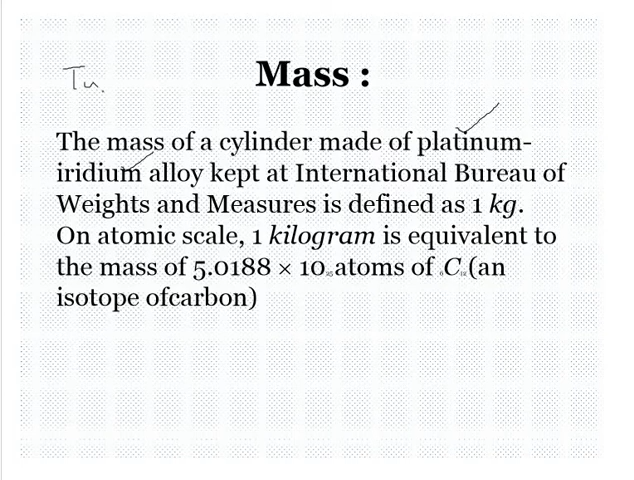 Tu.
Mass :
The mass of a cylinder made of platinum-
iridium alloy kept at International Bureau of
Weights and Measures is defined as 1 kg.
On atomic scale, 1 kilogram is equivalent to
the mass of 5.0188 × 10₂₅ atoms of ₆C₁₂ (an
isotope ofcarbon)